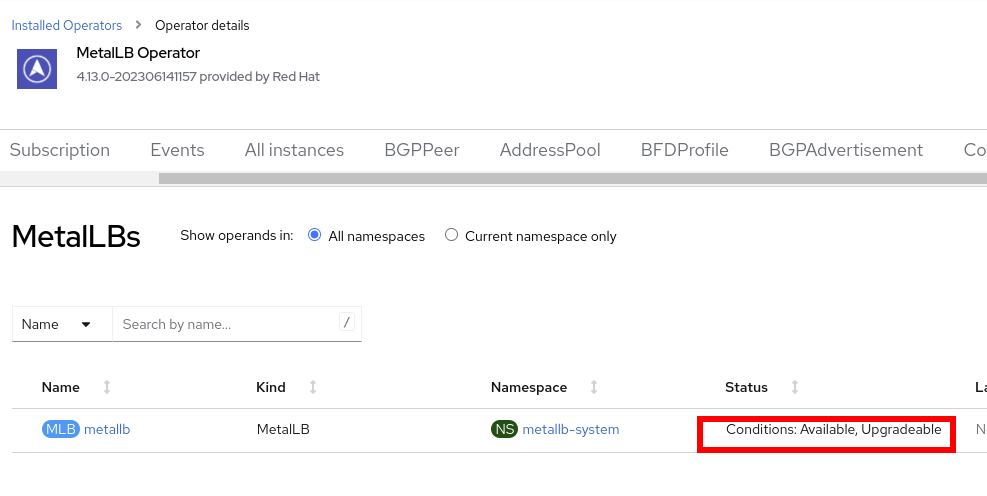 Installed Operators > Operator details
MetalLB Operator
4.13.0-202306141157 provided by Red Hat
Subscription Events All instances BGPPeer AddressPool BFDProfile BGPAdvertisement Co
MetalLBs Show operands in: All namespaces Current namespace only
Name Search by name... /
Name Kind Namespace Status La
MLB metallb MetalLB NS metallb-system Conditions: Available, Upgradeable N